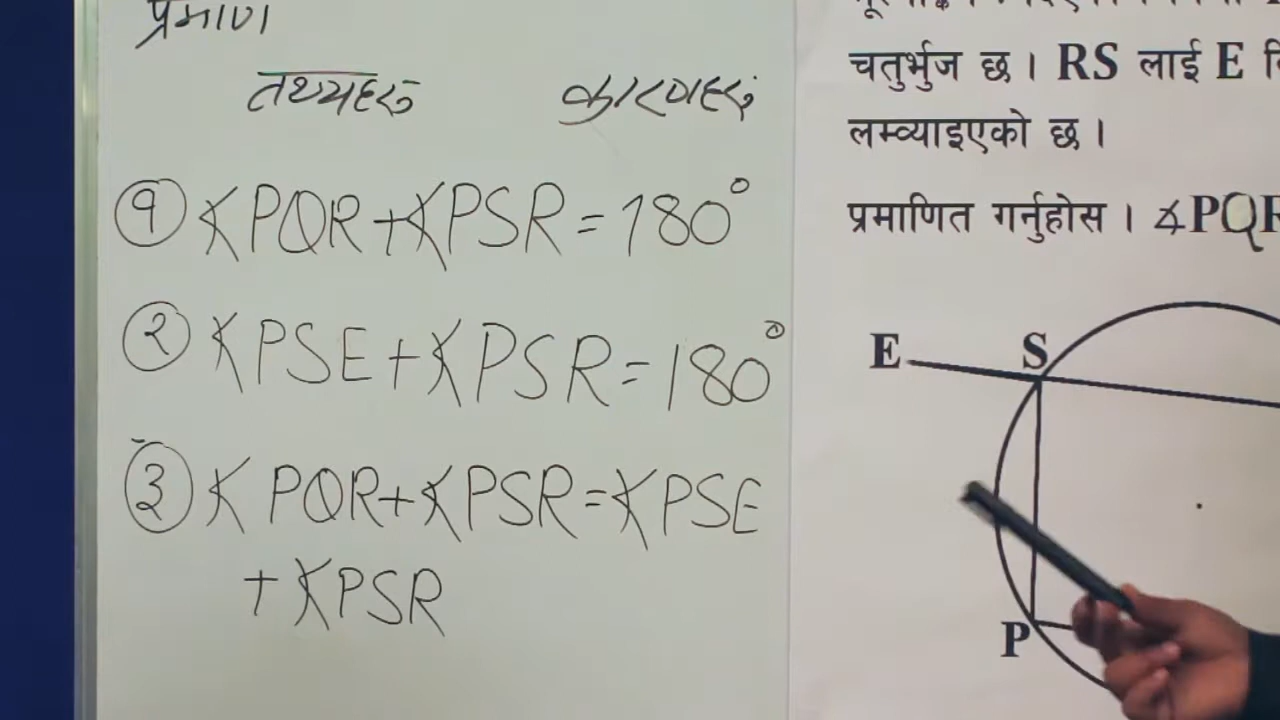 प्रमाण
तथ्यहरु कारणहरु
१ ∡PQR+∡PSR=180°
२ ∡PSE+∡PSR=180°
३ ∡PQR+∡PSR=∡PSE
+∡PSR
चतुर्भुज छ । RS लाई E
लम्ब्याइएको छ ।
प्रमाणित गर्नुहोस । ∡PQR
E S
P